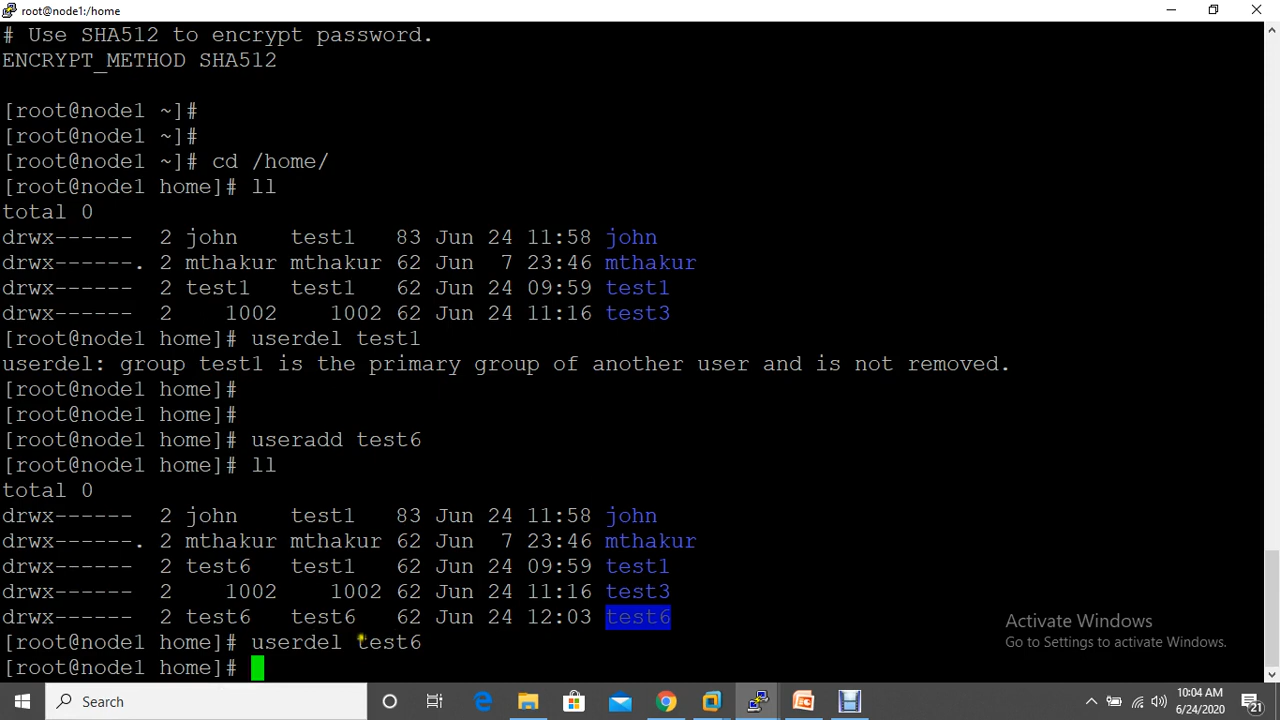 root@node1:/home
# Use SHA512 to encrypt password.
ENCRYPT_METHOD SHA512
[root@node1 ~]#
[root@node1 ~]#
[root@node1 ~]# cd /home/
[root@node1 home]# ll
total 0
drwx------  2 john    test1   83 Jun 24 11:58 john
drwx------. 2 mthakur mthakur 62 Jun  7 23:46 mthakur
drwx------  2 test1   test1   62 Jun 24 09:59 test1
drwx------  2    1002    1002 62 Jun 24 11:16 test3
[root@node1 home]# userdel test1
userdel: group test1 is the primary group of another user and is not removed.
[root@node1 home]#
[root@node1 home]#
[root@node1 home]# useradd test6
[root@node1 home]# ll
total 0
drwx------  2 john    test1   83 Jun 24 11:58 john
drwx------. 2 mthakur mthakur 62 Jun  7 23:46 mthakur
drwx------  2 test6   test1   62 Jun 24 09:59 test1
drwx------  2    1002    1002 62 Jun 24 11:16 test3
drwx------  2 test6   test6   62 Jun 24 12:03 test6
[root@node1 home]# userdel test6
[root@node1 home]#
Activate Windows
Go to Settings to activate Windows.
Search
10:04 AM
6/24/2020
21